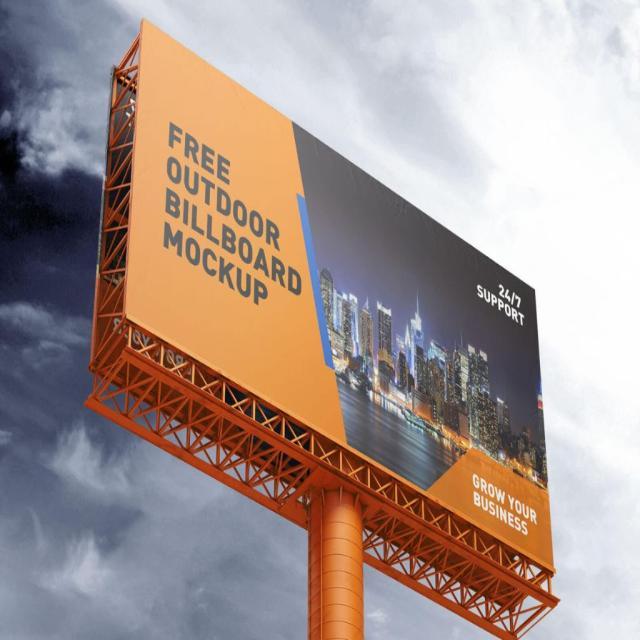 FREE
OUTDOOR
BILLBOARD
MOCKUP
24/7
SUPPORT
GROW YOUR
BUSINESS